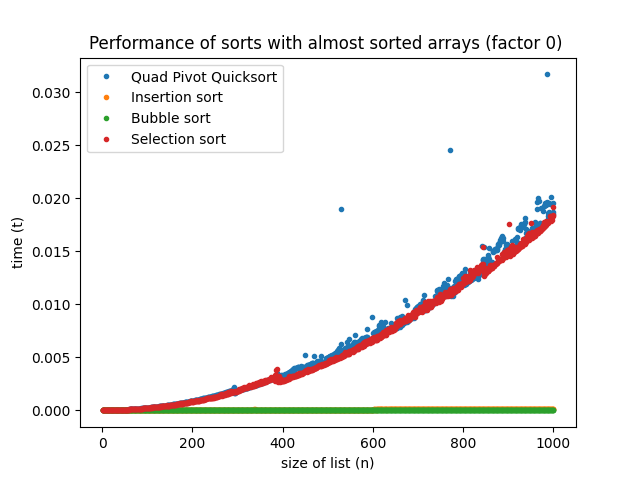 Performance of sorts with almost sorted arrays (factor 0)
Quad Pivot Quicksort
Insertion sort
Bubble sort
Selection sort
0.030
0.025
0.020
0.015
0.010
0.005
0.000
time (t)
0 200 400 600 800 1000
size of list (n)